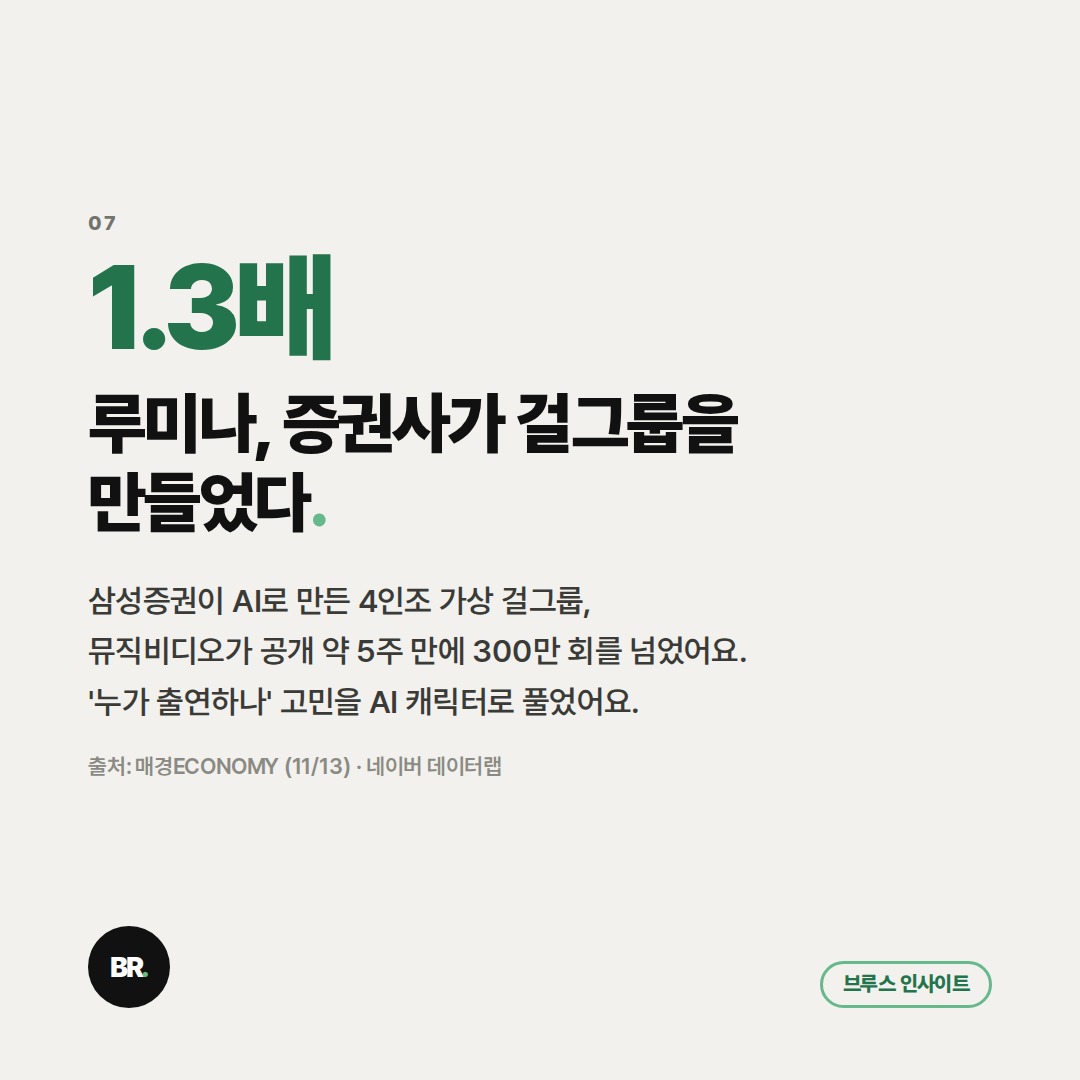 07
1.3배
루미나, 증권사가 걸그룹을
만들었다.
삼성증권이 AI로 만든 4인조 가상 걸그룹,
뮤직비디오가 공개 약 5주 만에 300만 회를 넘었어요.
'누가 출연하나' 고민을 AI 캐릭터로 풀었어요.
출처: 매경ECONOMY (11/13) · 네이버 데이터랩
BR.
브루스 인사이트